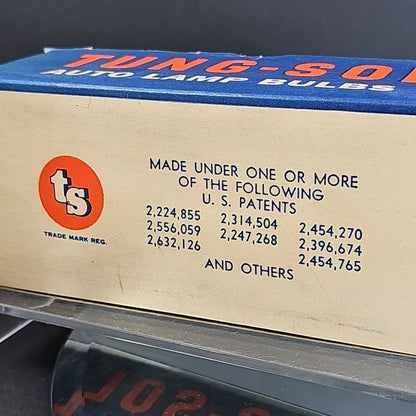 TUNG-SOL
AUTO LAMP BULBS
ts
TRADE MARK REG.
MADE UNDER ONE OR MORE
OF THE FOLLOWING
U. S. PATENTS
2,224,855 2,314,504 2,454,270
2,556,059 2,247,268 2,396,674
2,632,126 2,454,765
AND OTHERS